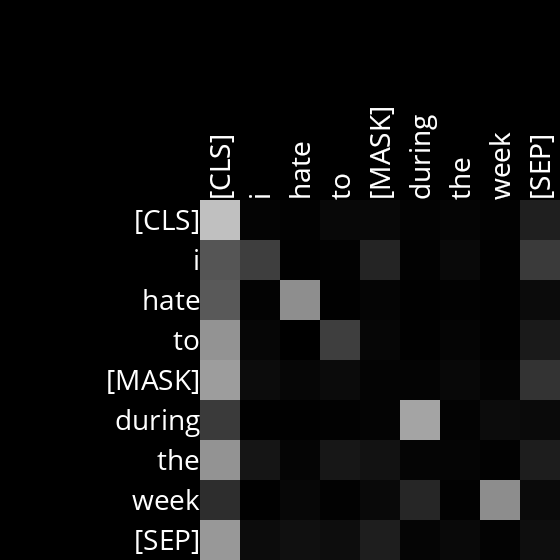 [CLS] i hate to [MASK] during the week [SEP]
[CLS]
i
hate
to
[MASK]
during
the
week
[SEP]